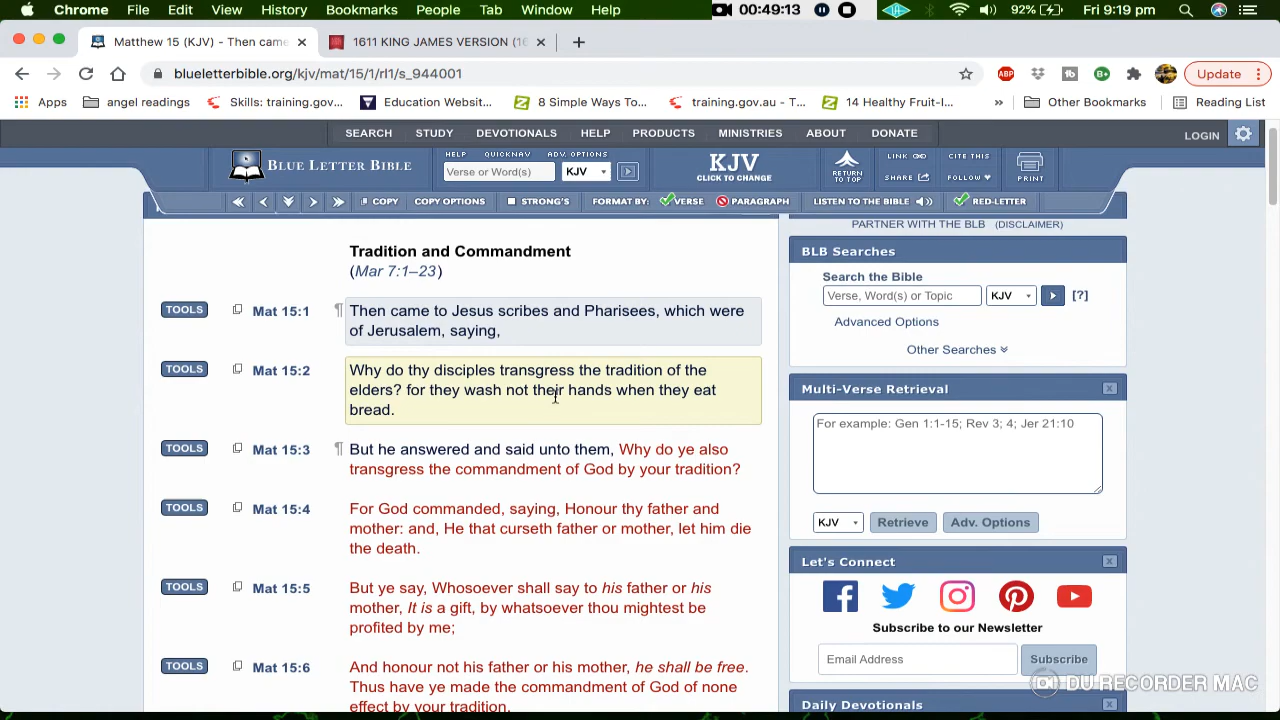 Chrome File Edit View History Bookmarks People Tab Window Help 00:49:13 92% Fri 9:19 pm
Matthew 15 (KJV) - Then came 1611 KING JAMES VERSION (16
blueletterbible.org/kjv/mat/15/1/rl1/s_944001 ABP Update
Apps angel readings Skills: training.gov... Education Websit... 8 Simple Ways To... training.gov.au - T... 14 Healthy Fruit-I... » Other Bookmarks Reading List
SEARCH STUDY DEVOTIONALS HELP PRODUCTS MINISTRIES ABOUT DONATE LOGIN
BLUE LETTER BIBLE
HELP QUICKNAV ADV. OPTIONS
Verse or Word(s) KJV
KJV
CLICK TO CHANGE
RETURN TO TOP
LINK CITE THIS
SHARE FOLLOW PRINT
COPY COPY OPTIONS STRONG'S FORMAT BY: VERSE PARAGRAPH LISTEN TO THE BIBLE RED-LETTER
Tradition and Commandment
(Mar 7:1–23)
TOOLS Mat 15:1 ¶ Then came to Jesus scribes and Pharisees, which were
of Jerusalem, saying,
TOOLS Mat 15:2 Why do thy disciples transgress the tradition of the
elders? for they wash not their hands when they eat
bread.
TOOLS Mat 15:3 ¶ But he answered and said unto them, Why do ye also
transgress the commandment of God by your tradition?
TOOLS Mat 15:4 For God commanded, saying, Honour thy father and
mother: and, He that curseth father or mother, let him die
the death.
TOOLS Mat 15:5 But ye say, Whosoever shall say to his father or his
mother, It is a gift, by whatsoever thou mightest be
profited by me;
TOOLS Mat 15:6 And honour not his father or his mother, he shall be free.
Thus have ye made the commandment of God of none
effect by your tradition.
PARTNER WITH THE BLB (DISCLAIMER)
BLB Searches
Search the Bible
Verse, Word(s) or Topic KJV [?]
Advanced Options
Other Searches
Multi-Verse Retrieval
For example: Gen 1:1-15; Rev 3; 4; Jer 21:10
KJV Retrieve Adv. Options
Let's Connect
Subscribe to our Newsletter
Email Address Subscribe
DU RECORDER MAC
Daily Devotionals